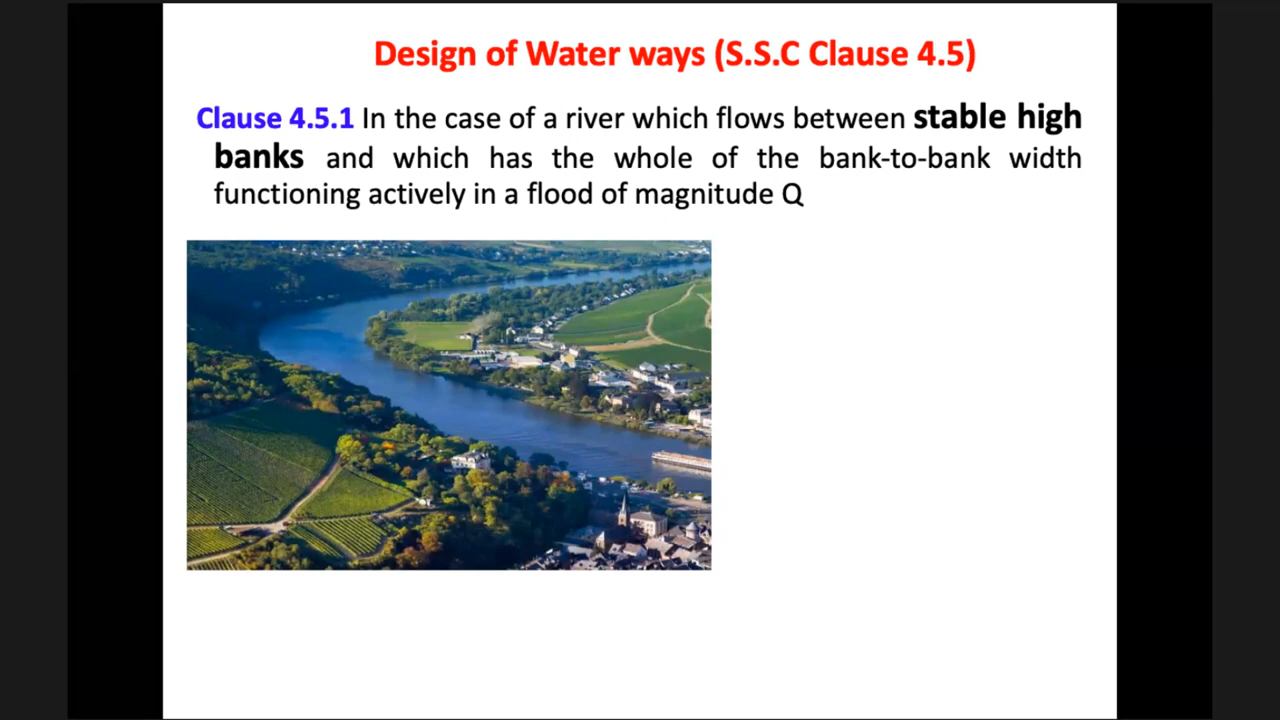 Design of Water ways (S.S.C Clause 4.5)
Clause 4.5.1 In the case of a river which flows between stable high
banks and which has the whole of the bank-to-bank width
functioning actively in a flood of magnitude Q